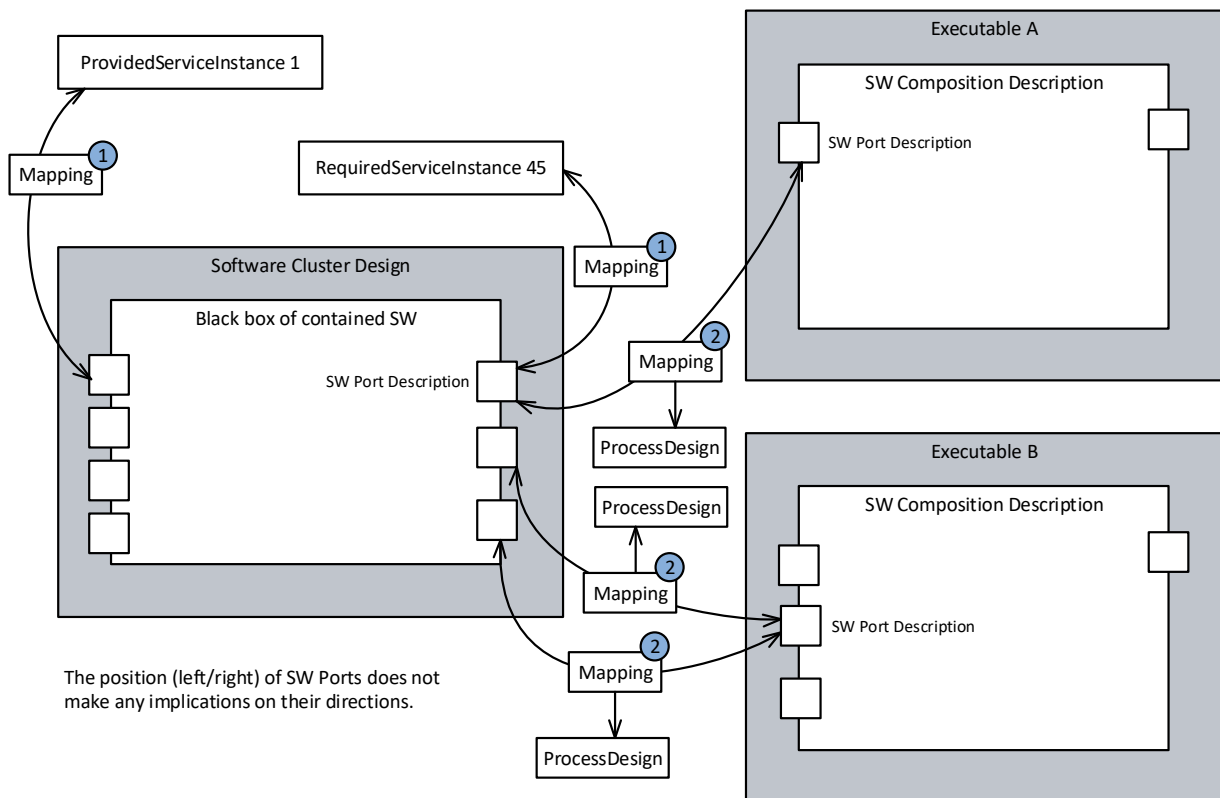 Executable A
ProvidedServiceInstance 1
SW Composition Description
1
Mapping
SW Port Description
RequiredServiceInstance 45
1
Mapping
Software Cluster Design
Black box of contained SW
2
Mapping
SW Port Description
ProcessDesign
Executable B
ProcessDesign
SW Composition Description
2
Mapping
SW Port Description
2
Mapping
The position (left/right) of SW Ports does not
make any implications on their directions.
ProcessDesign